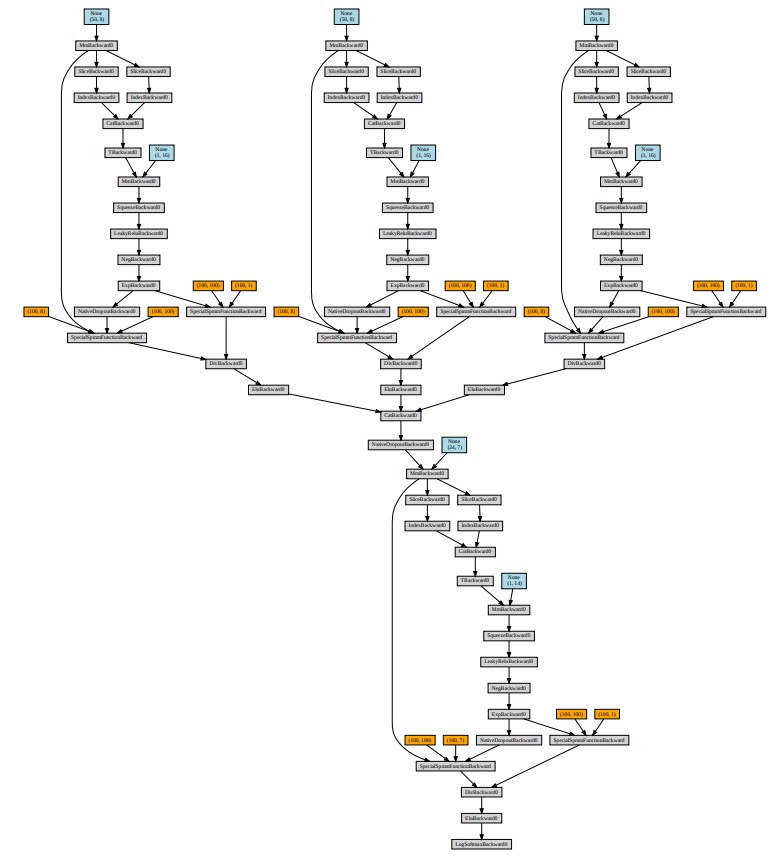 None
(50, 8)
None
(50, 8)
None
(50, 8)
MmBackward0
MmBackward0
MmBackward0
SliceBackward0
SliceBackward0
SliceBackward0
SliceBackward0
SliceBackward0
SliceBackward0
IndexBackward0
IndexBackward0
IndexBackward0
IndexBackward0
IndexBackward0
IndexBackward0
CatBackward0
CatBackward0
CatBackward0
TBackward0
None
(1, 16)
TBackward0
None
(1, 16)
TBackward0
None
(1, 16)
MmBackward0
MmBackward0
MmBackward0
SqueezeBackward0
SqueezeBackward0
SqueezeBackward0
LeakyReluBackward0
LeakyReluBackward0
LeakyReluBackward0
NegBackward0
NegBackward0
NegBackward0
ExpBackward0
(100, 100)
(100, 1)
ExpBackward0
(100, 100)
(100, 1)
ExpBackward0
(100, 100)
(100, 1)
(100, 8)
NativeDropoutBackward0
(100, 100)
SpecialSpmmFunctionBackward
(100, 8)
NativeDropoutBackward0
(100, 100)
SpecialSpmmFunctionBackward
(100, 8)
NativeDropoutBackward0
(100, 100)
SpecialSpmmFunctionBackward
SpecialSpmmFunctionBackward
SpecialSpmmFunctionBackward
SpecialSpmmFunctionBackward
DivBackward0
DivBackward0
DivBackward0
EluBackward0
EluBackward0
EluBackward0
CatBackward0
NativeDropoutBackward0
None
(24, 7)
MmBackward0
SliceBackward0
SliceBackward0
IndexBackward0
IndexBackward0
CatBackward0
TBackward0
None
(1, 14)
MmBackward0
SqueezeBackward0
LeakyReluBackward0
NegBackward0
ExpBackward0
(100, 100)
(100, 1)
(100, 100)
(100, 7)
NativeDropoutBackward0
SpecialSpmmFunctionBackward
SpecialSpmmFunctionBackward
DivBackward0
EluBackward0
LogSoftmaxBackward0